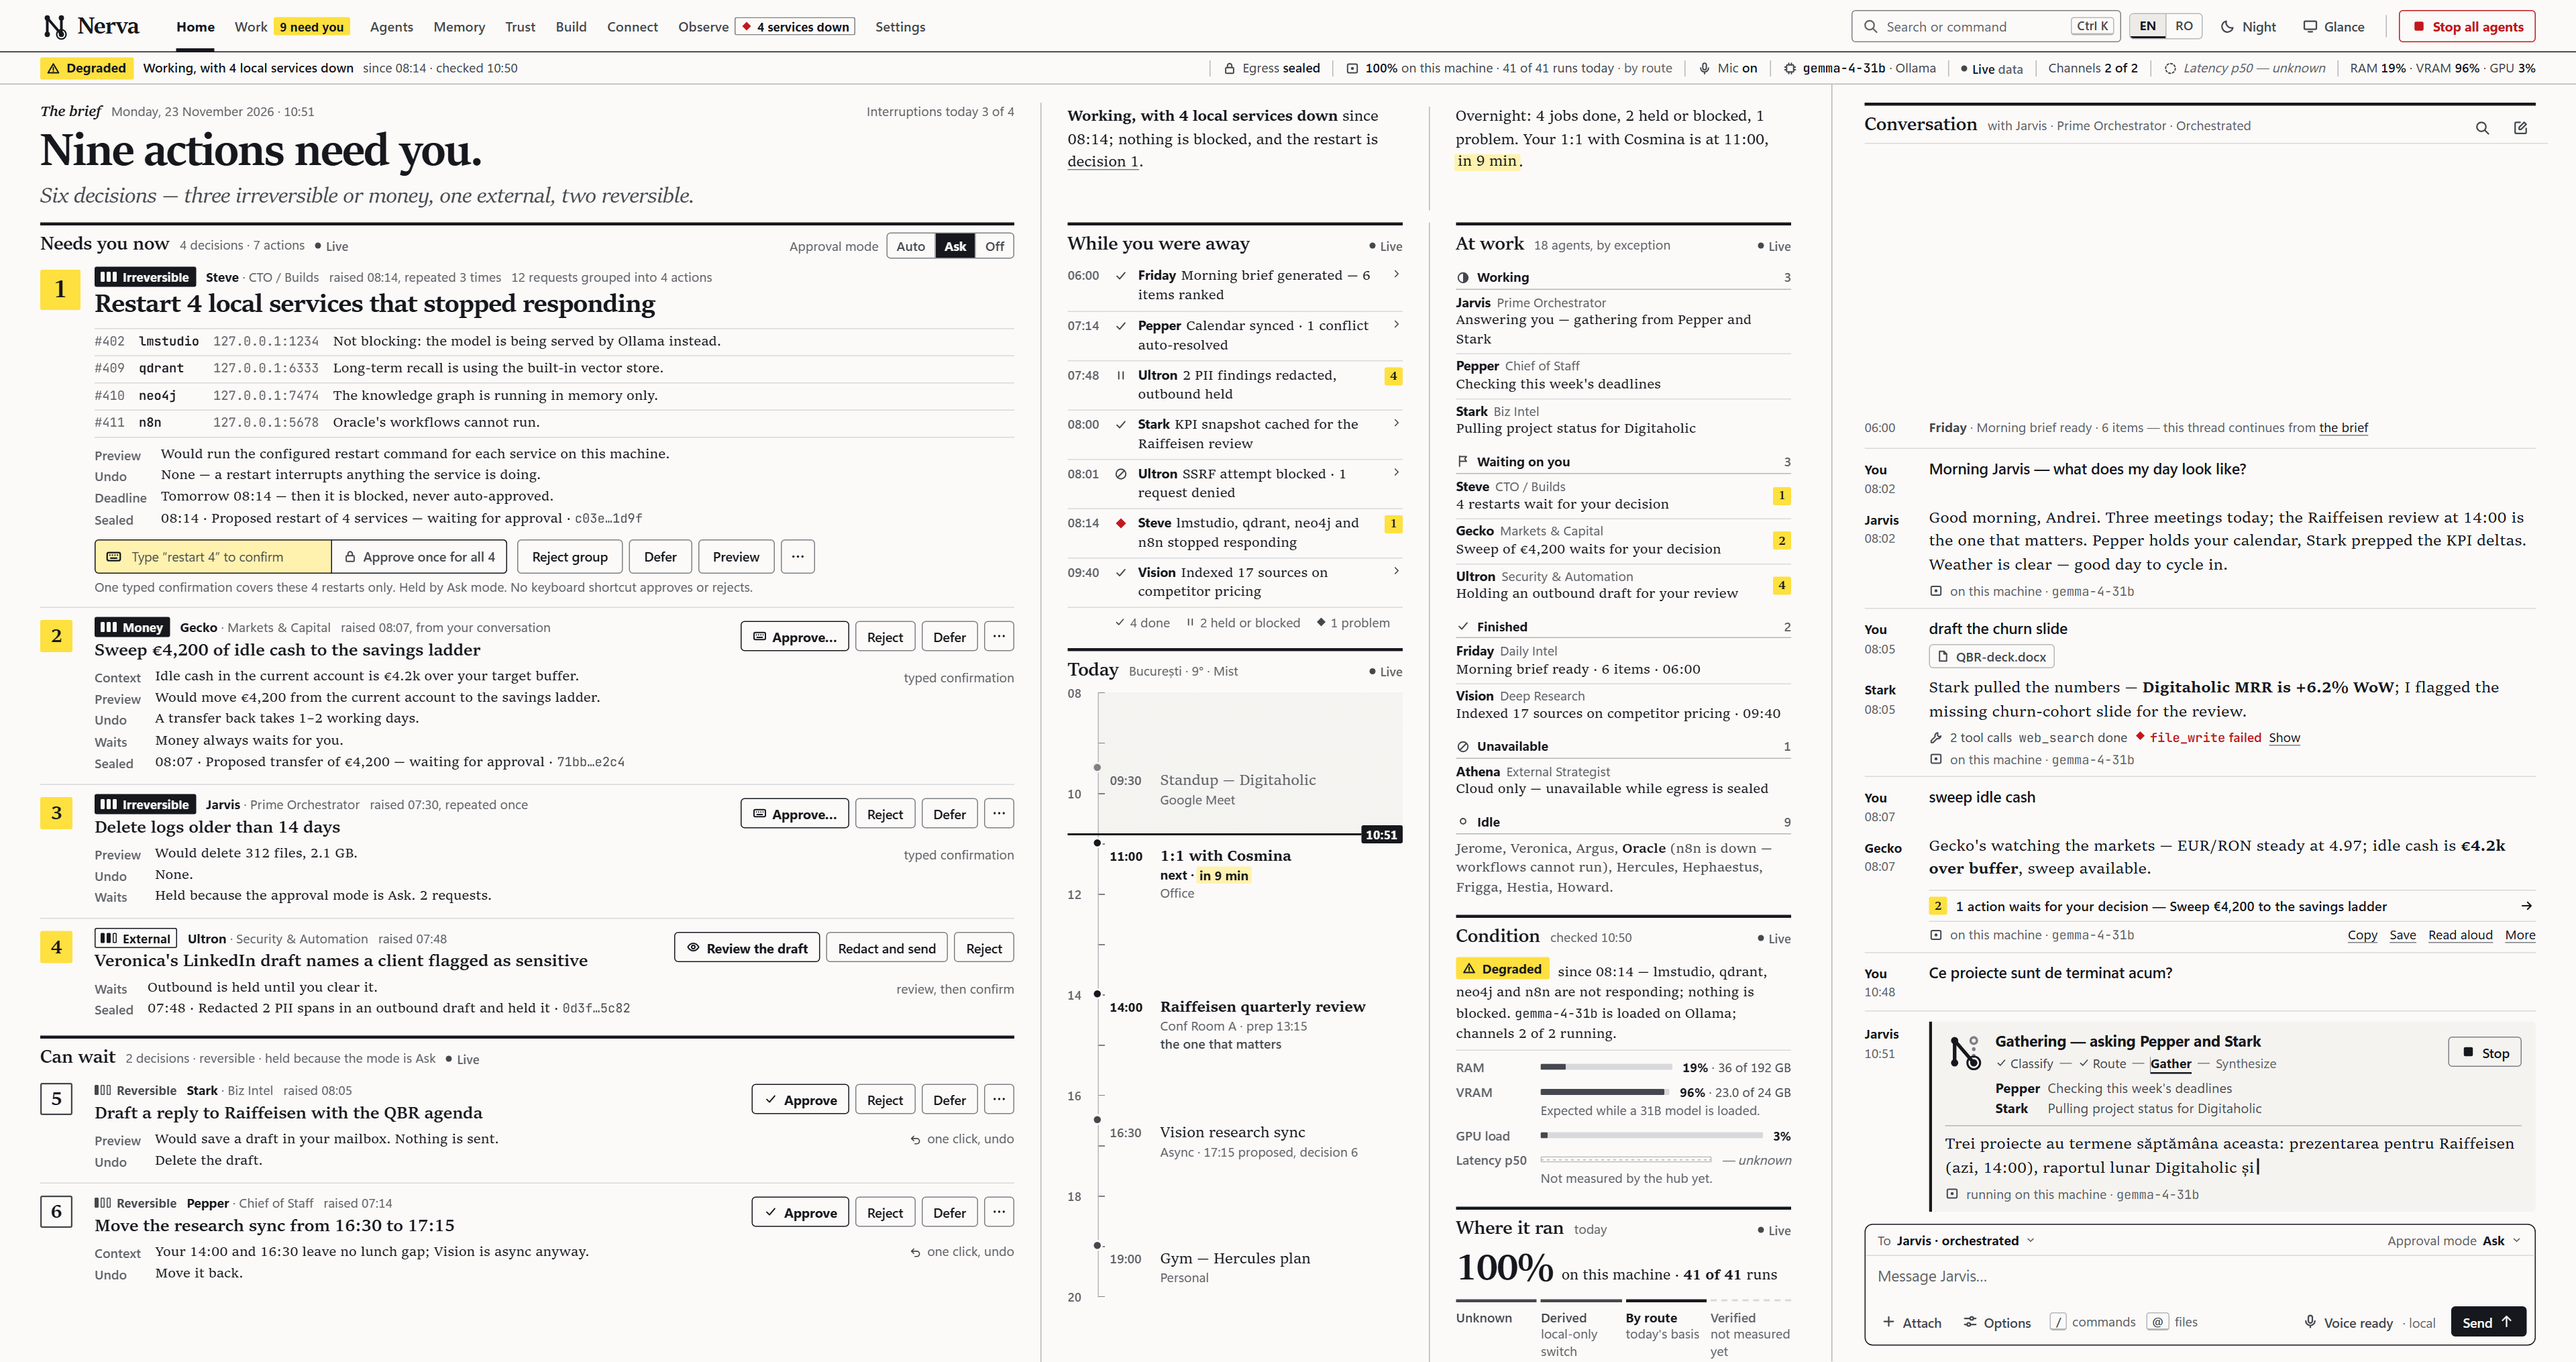 Nerva
Home
Work 9 need you
Agents
Memory
Trust
Build
Connect
Observe 4 services down
Settings
Search or command Ctrl K
EN RO
Night
Glance
Stop all agents
Degraded Working, with 4 local services down since 08:14 · checked 10:50
Egress sealed
100% on this machine · 41 of 41 runs today · by route
Mic on
gemma-4-31b · Ollama
Live data
Channels 2 of 2
Latency p50 — unknown
RAM 19% · VRAM 96% · GPU 3%
The brief Monday, 23 November 2026 · 10:51
Interruptions today 3 of 4
Nine actions need you.
Six decisions — three irreversible or money, one external, two reversible.
Needs you now 4 decisions · 7 actions Live
Approval mode Auto Ask Off
1
Irreversible Steve · CTO / Builds raised 08:14, repeated 3 times 12 requests grouped into 4 actions
Restart 4 local services that stopped responding
#402 lmstudio 127.0.0.1:1234 Not blocking: the model is being served by Ollama instead.
#409 qdrant 127.0.0.1:6333 Long-term recall is using the built-in vector store.
#410 neo4j 127.0.0.1:7474 The knowledge graph is running in memory only.
#411 n8n 127.0.0.1:5678 Oracle's workflows cannot run.
Preview Would run the configured restart command for each service on this machine.
Undo None — a restart interrupts anything the service is doing.
Deadline Tomorrow 08:14 — then it is blocked, never auto-approved.
Sealed 08:14 · Proposed restart of 4 services — waiting for approval · c03e…1d9f
Type “restart 4” to confirm Approve once for all 4 Reject group Defer Preview ···
One typed confirmation covers these 4 restarts only. Held by Ask mode. No keyboard shortcut approves or rejects.
2
Money Gecko · Markets & Capital raised 08:07, from your conversation
Approve… Reject Defer ···
Sweep €4,200 of idle cash to the savings ladder
Context Idle cash in the current account is €4.2k over your target buffer.
typed confirmation
Preview Would move €4,200 from the current account to the savings ladder.
Undo A transfer back takes 1–2 working days.
Waits Money always waits for you.
Sealed 08:07 · Proposed transfer of €4,200 — waiting for approval · 71bb…e2c4
3
Irreversible Jarvis · Prime Orchestrator raised 07:30, repeated once
Approve… Reject Defer ···
Delete logs older than 14 days
Preview Would delete 312 files, 2.1 GB.
typed confirmation
Undo None.
Waits Held because the approval mode is Ask. 2 requests.
4
External Ultron · Security & Automation raised 07:48
Review the draft Redact and send Reject
Veronica's LinkedIn draft names a client flagged as sensitive
Waits Outbound is held until you clear it.
review, then confirm
Sealed 07:48 · Redacted 2 PII spans in an outbound draft and held it · 0d3f…5c82
Can wait 2 decisions · reversible · held because the mode is Ask Live
5
Reversible Stark · Biz Intel raised 08:05
Approve Reject Defer ···
Draft a reply to Raiffeisen with the QBR agenda
Preview Would save a draft in your mailbox. Nothing is sent.
one click, undo
Undo Delete the draft.
6
Reversible Pepper · Chief of Staff raised 07:14
Approve Reject Defer ···
Move the research sync from 16:30 to 17:15
Context Your 14:00 and 16:30 leave no lunch gap; Vision is async anyway.
one click, undo
Undo Move it back.
Working, with 4 local services down since
08:14; nothing is blocked, and the restart is
decision 1.
While you were away Live
06:00 Friday Morning brief generated — 6
items ranked
07:14 Pepper Calendar synced · 1 conflict
auto-resolved
07:48 Ultron 2 PII findings redacted, 4
outbound held
08:00 Stark KPI snapshot cached for the
Raiffeisen review
08:01 Ultron SSRF attempt blocked · 1
request denied
08:14 Steve lmstudio, qdrant, neo4j and 1
n8n stopped responding
09:40 Vision Indexed 17 sources on
competitor pricing
4 done 2 held or blocked 1 problem
Today București · 9° · Mist Live
08
09:30 Standup — Digitaholic
10
Google Meet
10:51
11:00 1:1 with Cosmina
next · in 9 min
12
Office
14
14:00 Raiffeisen quarterly review
Conf Room A · prep 13:15
the one that matters
16
16:30 Vision research sync
Async · 17:15 proposed, decision 6
18
19:00 Gym — Hercules plan
Personal
20
Overnight: 4 jobs done, 2 held or blocked, 1
problem. Your 1:1 with Cosmina is at 11:00,
in 9 min.
At work 18 agents, by exception Live
Working 3
Jarvis Prime Orchestrator
Answering you — gathering from Pepper and
Stark
Pepper Chief of Staff
Checking this week's deadlines
Stark Biz Intel
Pulling project status for Digitaholic
Waiting on you 3
Steve CTO / Builds
4 restarts wait for your decision 1
Gecko Markets & Capital
Sweep of €4,200 waits for your decision 2
Ultron Security & Automation
Holding an outbound draft for your review 4
Finished 2
Friday Daily Intel
Morning brief ready · 6 items · 06:00
Vision Deep Research
Indexed 17 sources on competitor pricing · 09:40
Unavailable 1
Athena External Strategist
Cloud only — unavailable while egress is sealed
Idle 9
Jerome, Veronica, Argus, Oracle (n8n is down —
workflows cannot run), Hercules, Hephaestus,
Frigga, Hestia, Howard.
Condition checked 10:50 Live
Degraded since 08:14 — lmstudio, qdrant,
neo4j and n8n are not responding; nothing is
blocked. gemma-4-31b is loaded on Ollama;
channels 2 of 2 running.
RAM 19% · 36 of 192 GB
VRAM 96% · 23.0 of 24 GB
Expected while a 31B model is loaded.
GPU load 3%
Latency p50 — unknown
Not measured by the hub yet.
Where it ran today Live
100% on this machine · 41 of 41 runs
Unknown
Derived
local-only
switch
By route
today's basis
Verified
not measured
yet
Conversation with Jarvis · Prime Orchestrator · Orchestrated
06:00 Friday · Morning brief ready · 6 items — this thread continues from the brief
You Morning Jarvis — what does my day look like?
08:02
Jarvis Good morning, Andrei. Three meetings today; the Raiffeisen review at 14:00 is
08:02 the one that matters. Pepper holds your calendar, Stark prepped the KPI deltas.
Weather is clear — good day to cycle in.
on this machine · gemma-4-31b
You draft the churn slide
08:05 QBR-deck.docx
Stark Stark pulled the numbers — Digitaholic MRR is +6.2% WoW; I flagged the
08:05 missing churn-cohort slide for the review.
2 tool calls web_search done file_write failed Show
on this machine · gemma-4-31b
You sweep idle cash
08:07
Gecko Gecko's watching the markets — EUR/RON steady at 4.97; idle cash is €4.2k
08:07 over buffer, sweep available.
2 1 action waits for your decision — Sweep €4,200 to the savings ladder
on this machine · gemma-4-31b Copy Save Read aloud More
You Ce proiecte sunt de terminat acum?
10:48
Jarvis Gathering — asking Pepper and Stark
10:51 Classify — Route — Gather — Synthesize
Stop
Pepper Checking this week's deadlines
Stark Pulling project status for Digitaholic
Trei proiecte au termene săptămâna aceasta: prezentarea pentru Raiffeisen
(azi, 14:00), raportul lunar Digitaholic și
running on this machine · gemma-4-31b
To Jarvis · orchestrated
Approval mode Ask
Message Jarvis…
Attach Options / commands @ files
Voice ready · local
Send